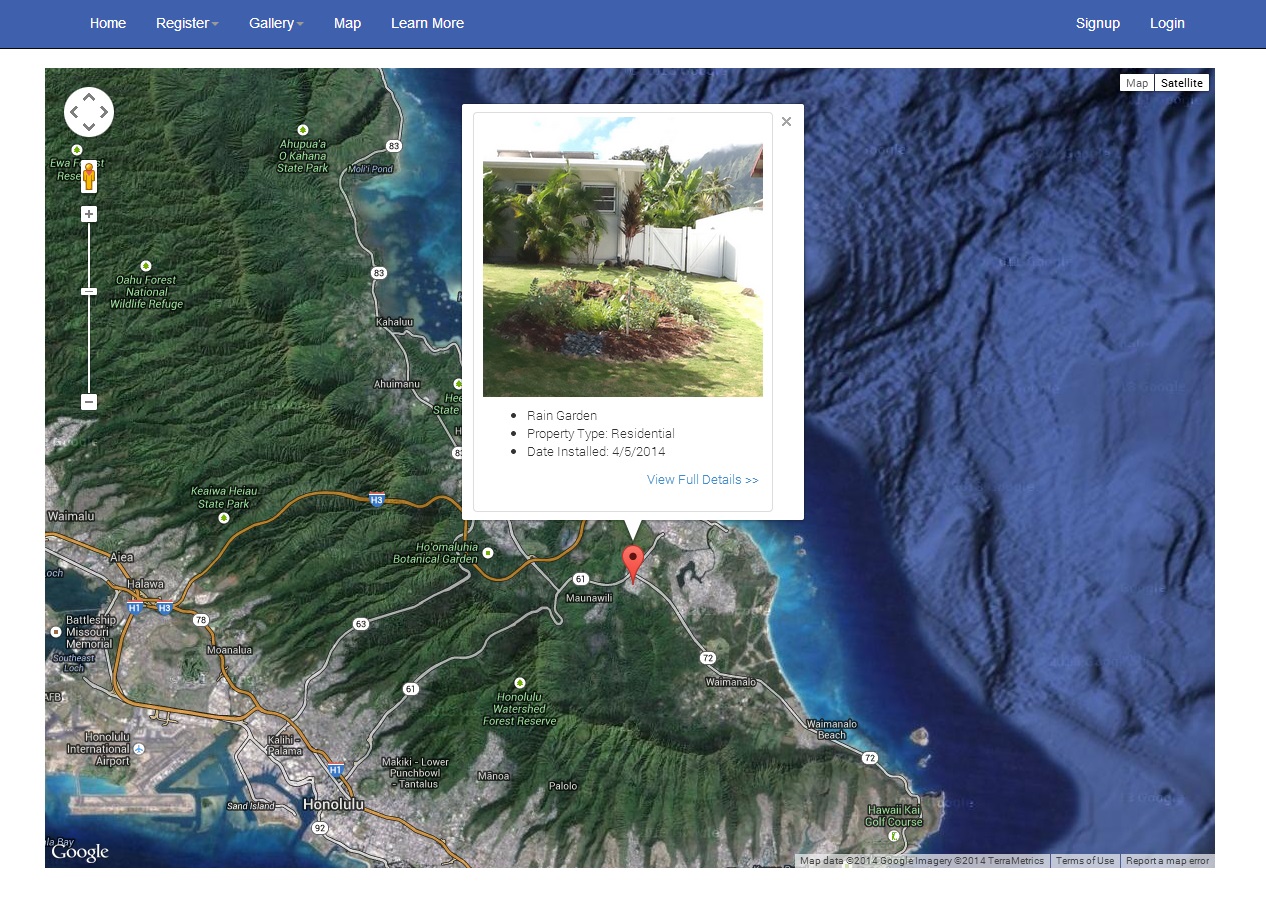 Home
Register
Gallery
Map
Learn More
Signup
Login
Map
Satellite
Ahupua'a
O Kahana
State Park
83
Moli'i Pond
Oahu Forest
National
Wildlife Refuge
83
Kahaluu
Ahuimanu
State
Rain Garden
Property Type: Residential
Date Installed: 4/5/2014
View Full Details >>
Keaiwa Heiau
State Park
H3
Waimalu
Aiea
Halawa
H1
H3
78
Ho'omaluhia
Botanical Garden
61
Maunawili
Battleship
Missouri
Memorial
Southeast
Loch
Moanalua
63
61
72
Waimanalo
Honolulu
Watershed
Forest Reserve
Waimanalo
Beach
72
Honolulu
International
Airport
Kalihi -
Palama
H1
Makiki - Lower
Punchbowl
- Tantalus
Mānoa
Palolo
Sand Island
Honolulu
92
Hawaii Kai
Golf Course
Google
Map data ©2014 Google Imagery ©2014 TerraMetrics
Terms of Use
Report a map error